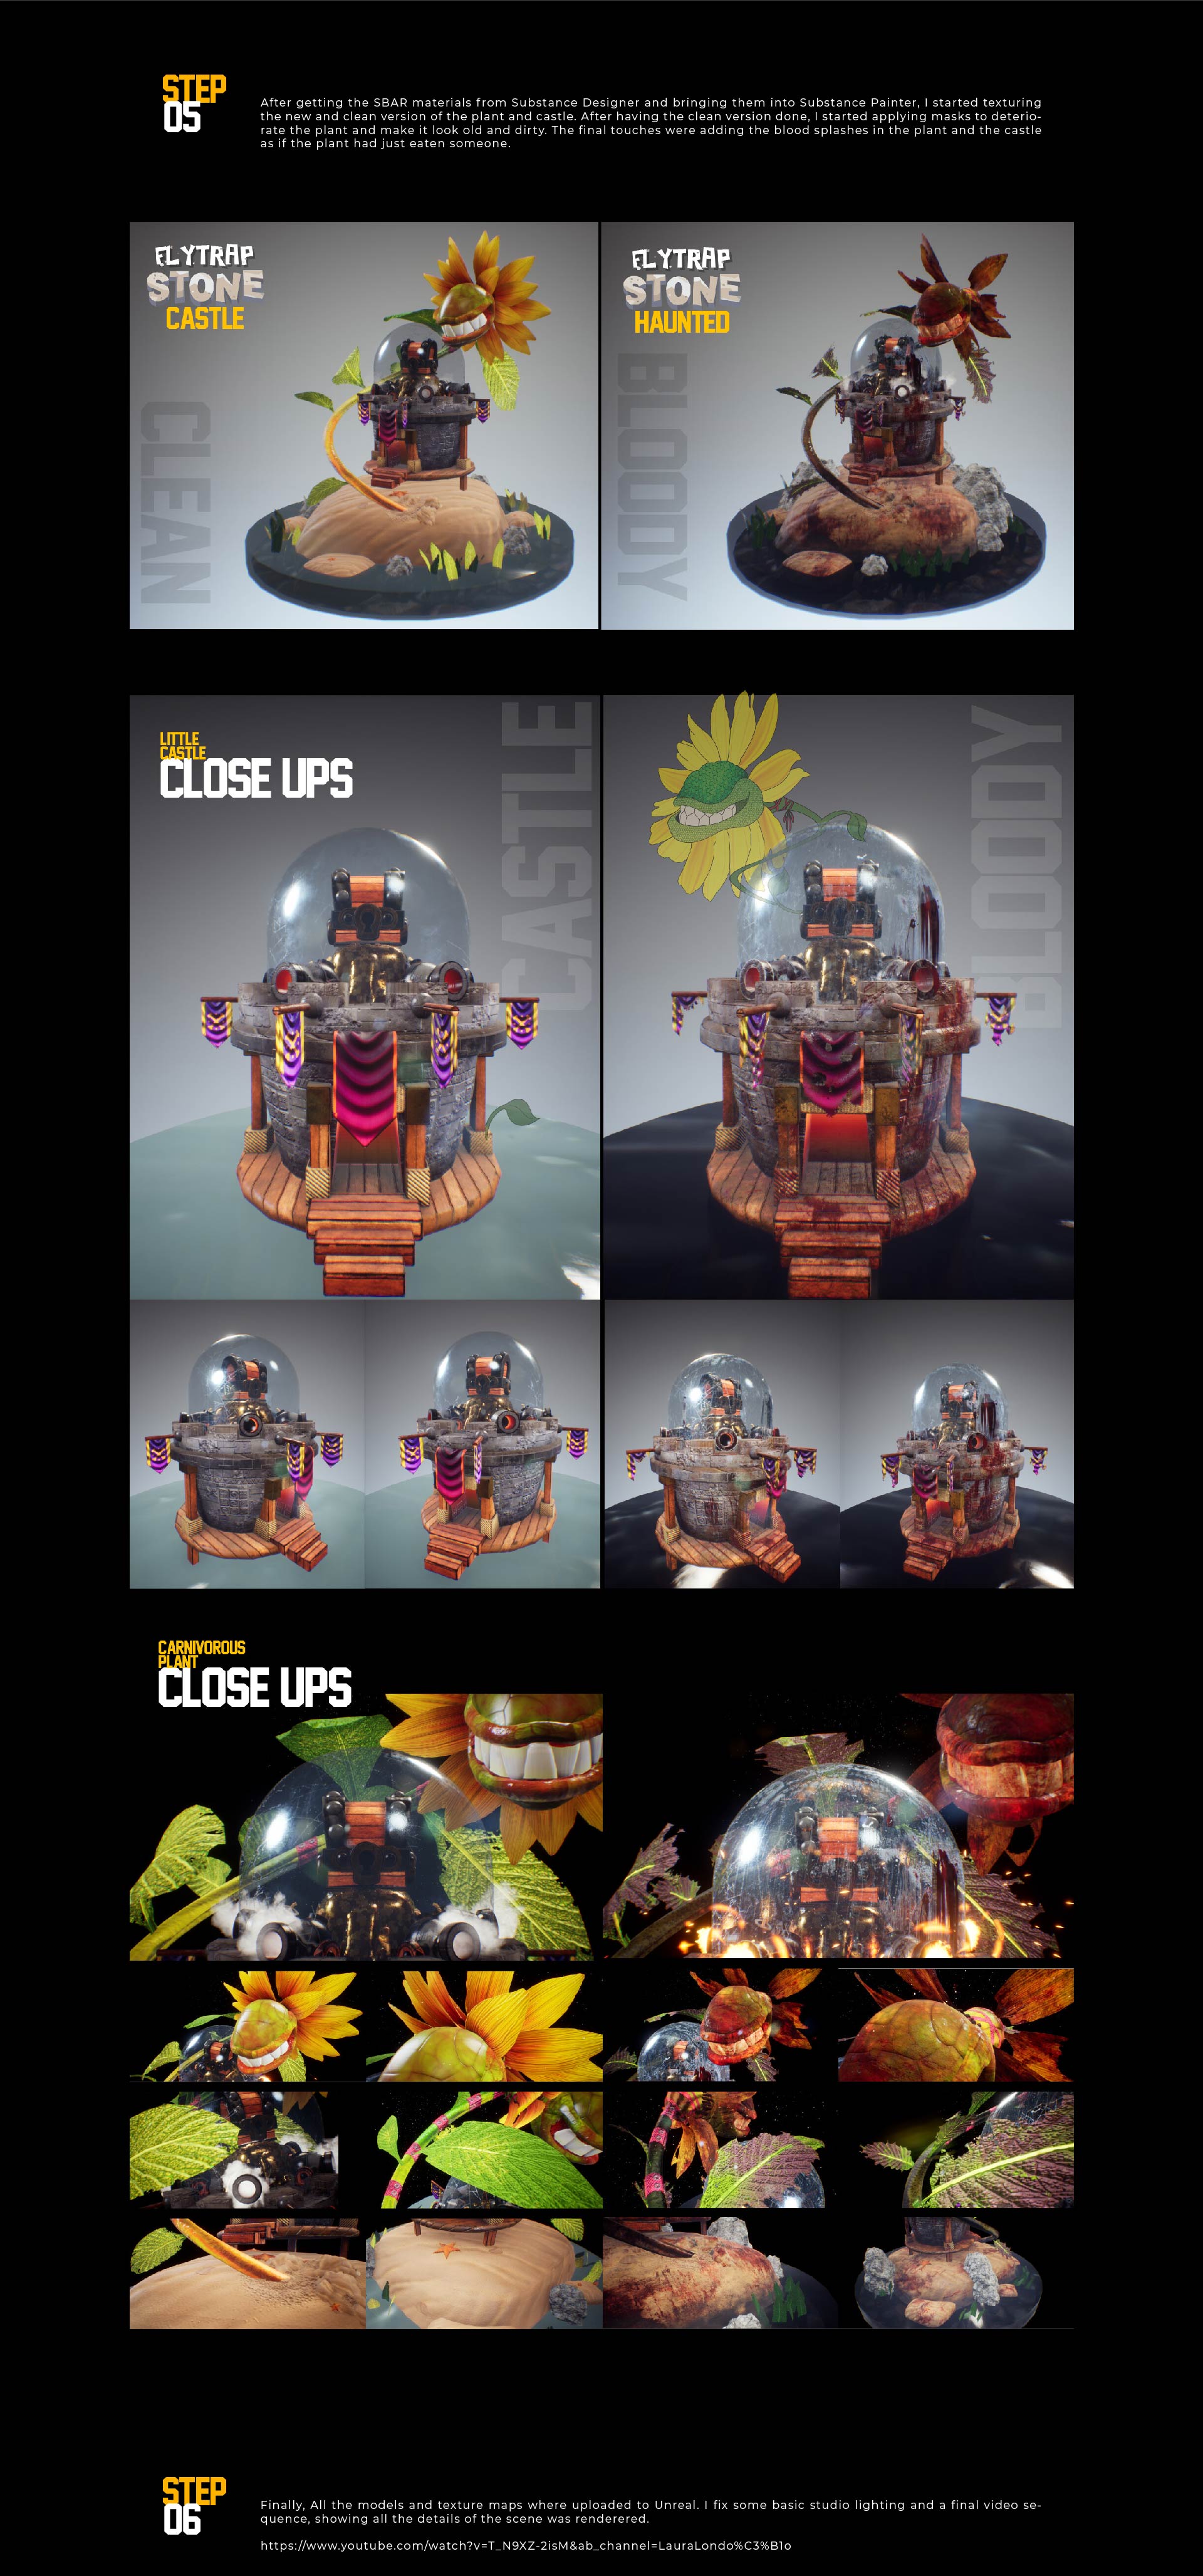 STEP
05
After getting the SBAR materials from Substance Designer and bringing them into Substance Painter, I started texturing
the new and clean version of the plant and castle. After having the clean version done, I started applying masks to deterio-
rate the plant and make it look old and dirty. The final touches were adding the blood splashes in the plant and the castle
as if the plant had just eaten someone.
FLYTRAP
STONE
CASTLE
CLEAN
FLYTRAP
STONE
HAUNTED
BLOODY
LITTLE
CASTLE
CLOSE UPS
CASTLE
BLOODY
CARNIVOROUS
PLANT
CLOSE UPS
STEP
06
Finally, All the models and texture maps where uploaded to Unreal. I fix some basic studio lighting and a final video se-
quence, showing all the details of the scene was renderered.
https://www.youtube.com/watch?v=T_N9XZ-2isM&ab_channel=LauraLondo%C3%B1o